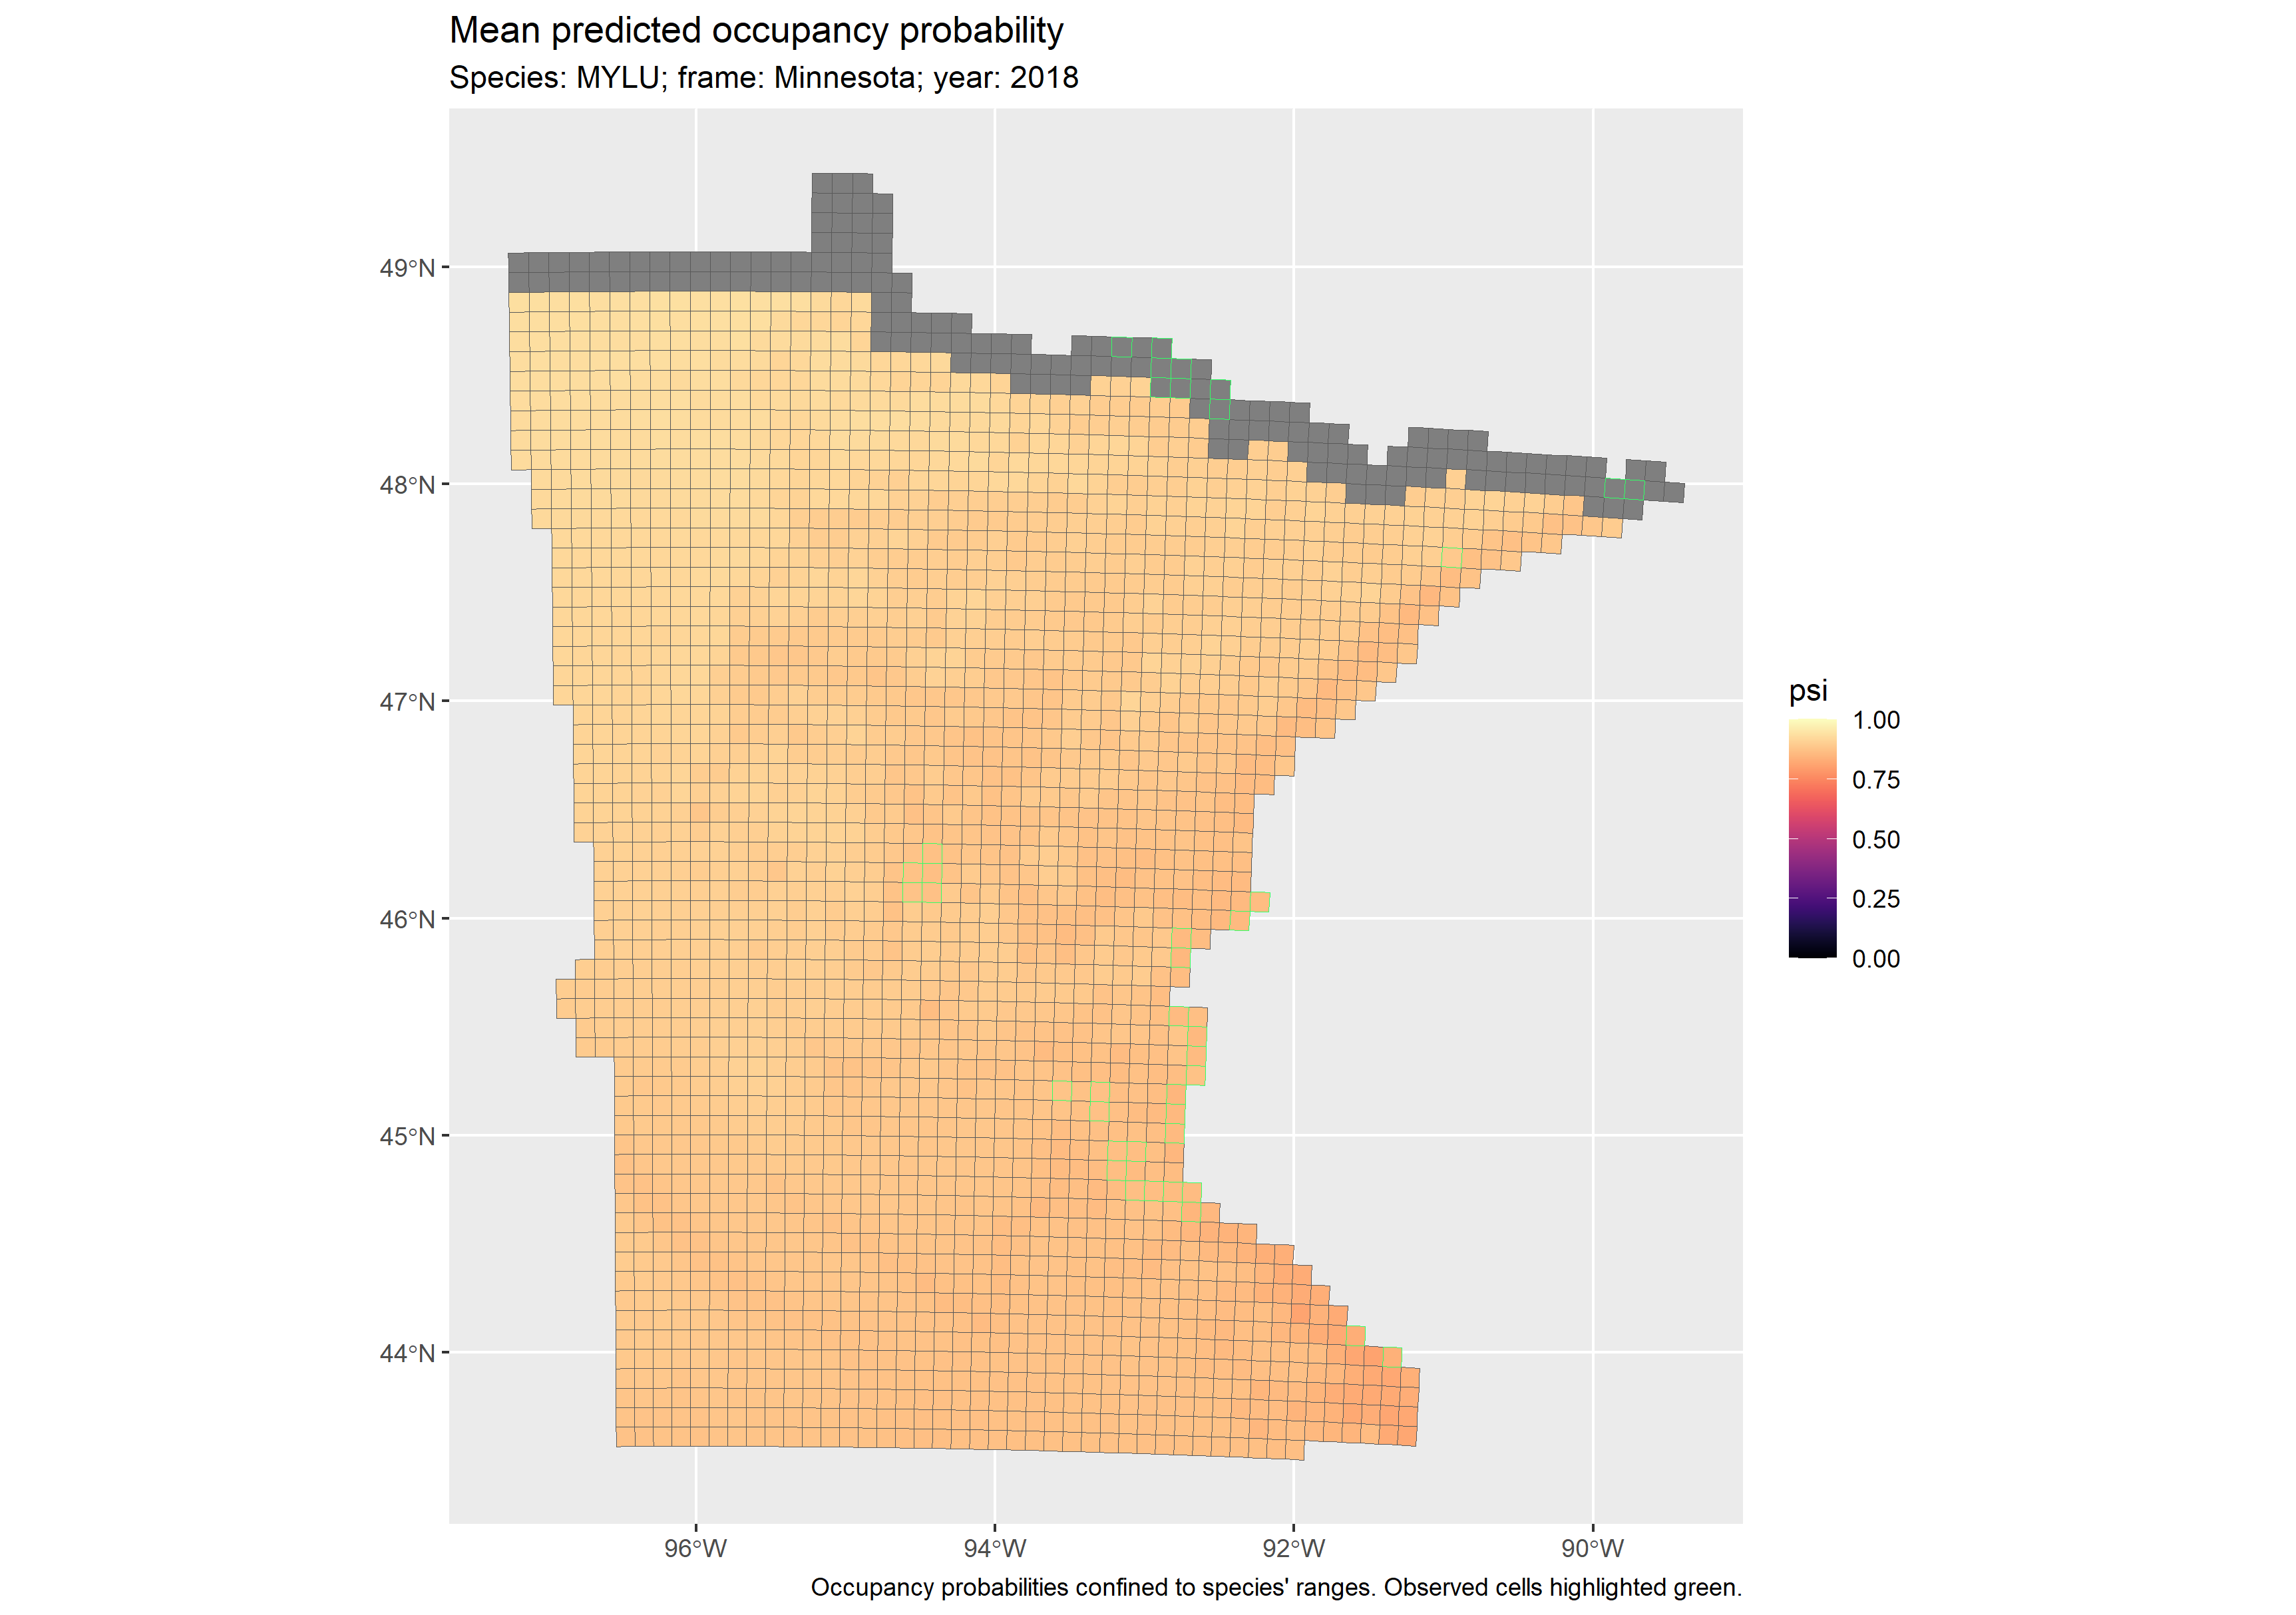 Mean predicted occupancy probability
Species: MYLU; frame: Minnesota; year: 2018
49°N
48°N
47°N
46°N
45°N
44°N
96°W
94°W
92°W
90°W
psi
1.00
0.75
0.50
0.25
0.00
Occupancy probabilities confined to species' ranges. Observed cells highlighted green.